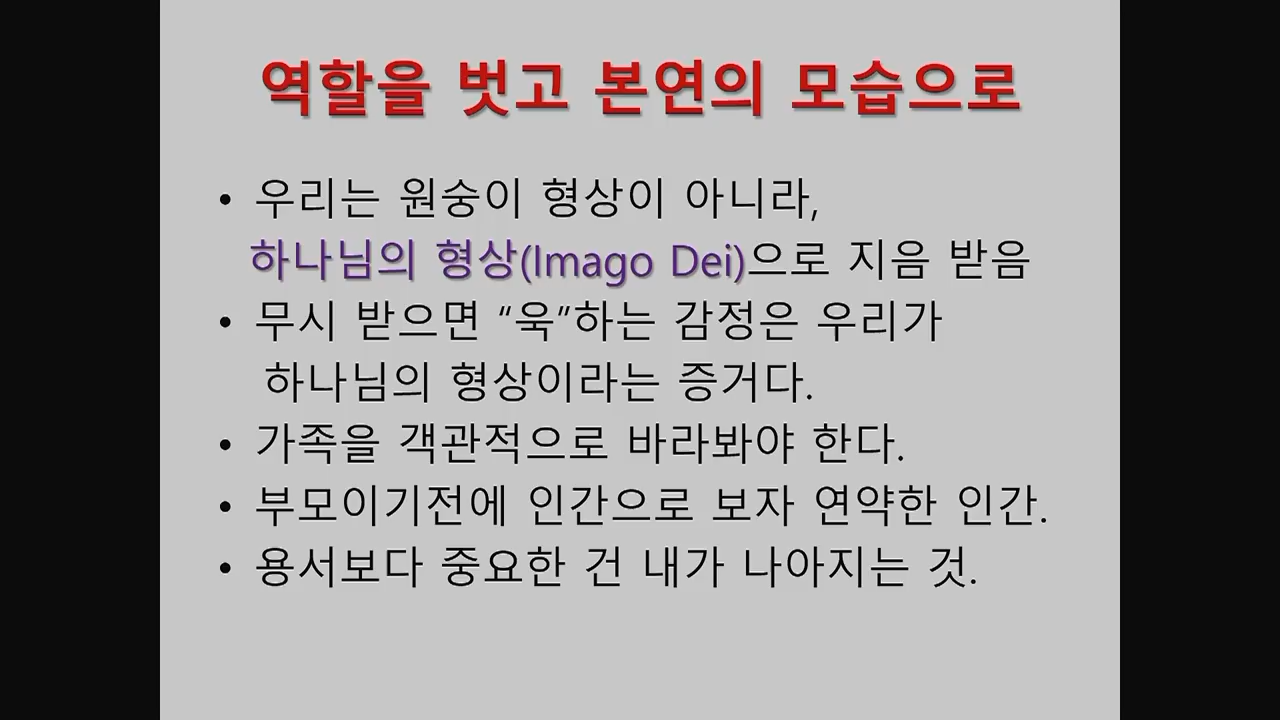 역할을 벗고 본연의 모습으로
• 우리는 원숭이 형상이 아니라,
하나님의 형상(Imago Dei)으로 지음 받음
• 무시 받으면 “욱”하는 감정은 우리가
하나님의 형상이라는 증거다.
• 가족을 객관적으로 바라봐야 한다.
• 부모이기전에 인간으로 보자 연약한 인간.
• 용서보다 중요한 건 내가 나아지는 것.